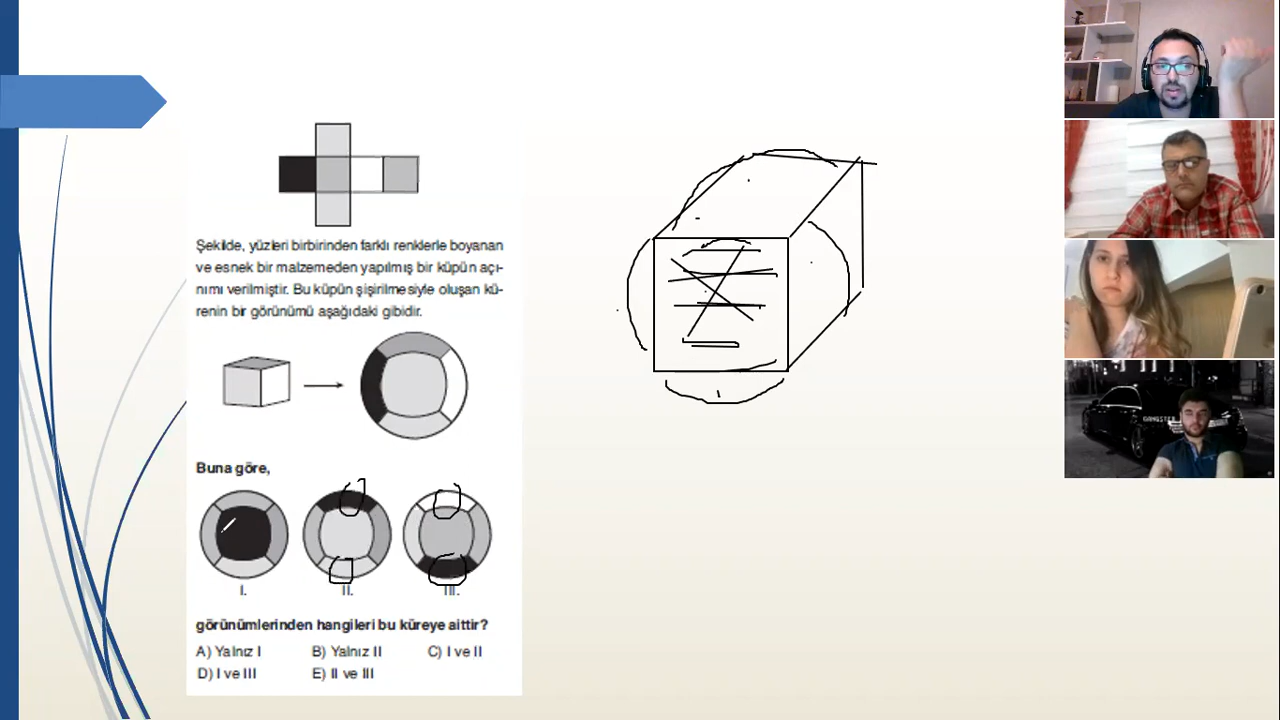 Şekilde, yüzleri birbirinden farklı renklerle boyanan
ve esnek bir malzemeden yapılmış bir küpün açı-
nımı verilmiştir. Bu küpün şişirilmesiyle oluşan kü-
renin bir görünümü aşağıdaki gibidir.
Buna göre,
I. II. III.
görünümlerinden hangileri bu küreye aittir?
A) Yalnız I B) Yalnız II C) I ve II
D) I ve III E) II ve III
GANGSTER